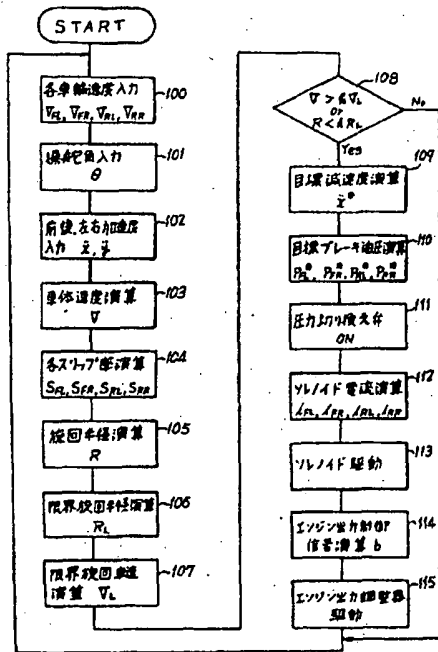 START
各車輪速度入力
V_FL, V_FR, V_RL, V_RR
100
操舵角入力
θ
101
前後、左右加速度
入力 ẍ, ÿ
102
車体速度演算
V
103
各スリップ率演算
S_FL, S_FR, S_RL, S_RR
104
旋回半径演算
R
105
限界旋回半径演算
R_L
106
限界旋回車速
演算 V_L
107
108
or
Yes
No
目標減速度演算
ẍ*
109
目標ブレーキ油圧演算
P_FL*, P_FR*, P_RL*, P_RR*
110
圧力切り換え弁
ON
111
ソレノイド電流演算
i_FL, i_FR, i_RL, i_RR
112
ソレノイド駆動
113
エンジン出力制御
信号演算 b
114
エンジン出力調整器
駆動
115